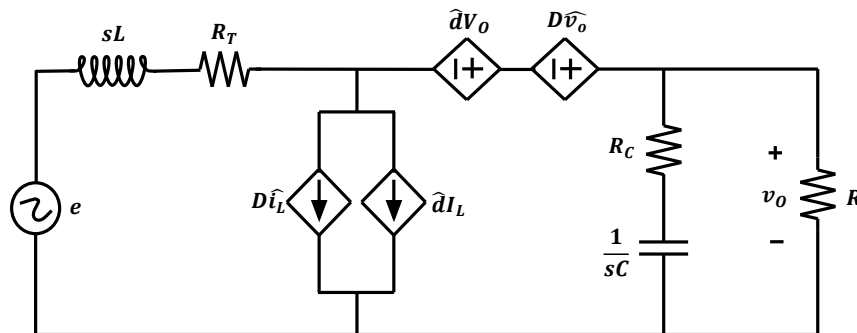 sL
R_T
d̂V_O
Dv̂_o
e
Dî_L
d̂I_L
R_C
1/sC
+
v_O
−
R